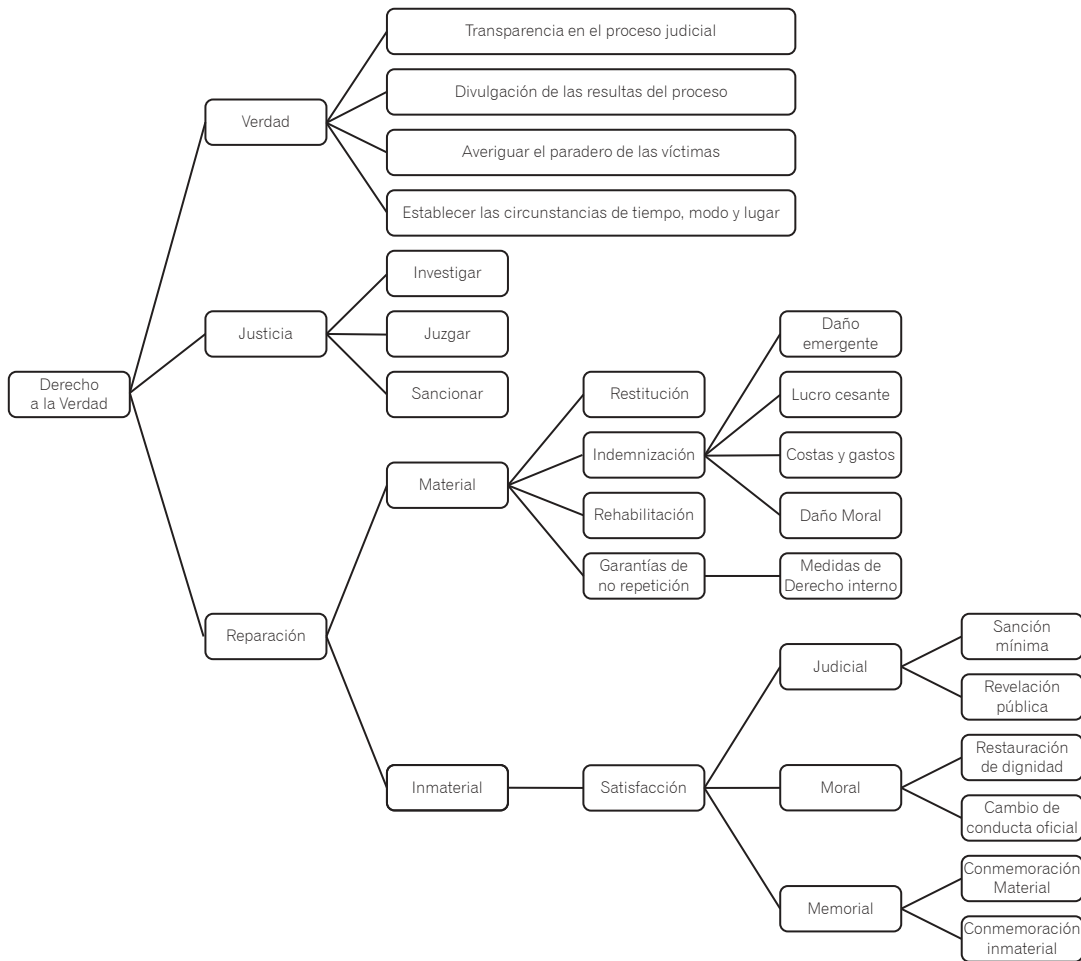 Derecho
a la Verdad
Verdad
Transparencia en el proceso judicial
Divulgación de las resultas del proceso
Averiguar el paradero de las víctimas
Establecer las circunstancias de tiempo, modo y lugar
Justicia
Investigar
Juzgar
Sancionar
Reparación
Material
Restitución
Indemnización
Daño
emergente
Lucro cesante
Costas y gastos
Daño Moral
Rehabilitación
Garantías de
no repetición
Medidas de
Derecho interno
Inmaterial
Satisfacción
Judicial
Sanción
mínima
Revelación
pública
Moral
Restauración
de dignidad
Cambio de
conducta oficial
Memorial
Conmemoración
Material
Conmemoración
inmaterial